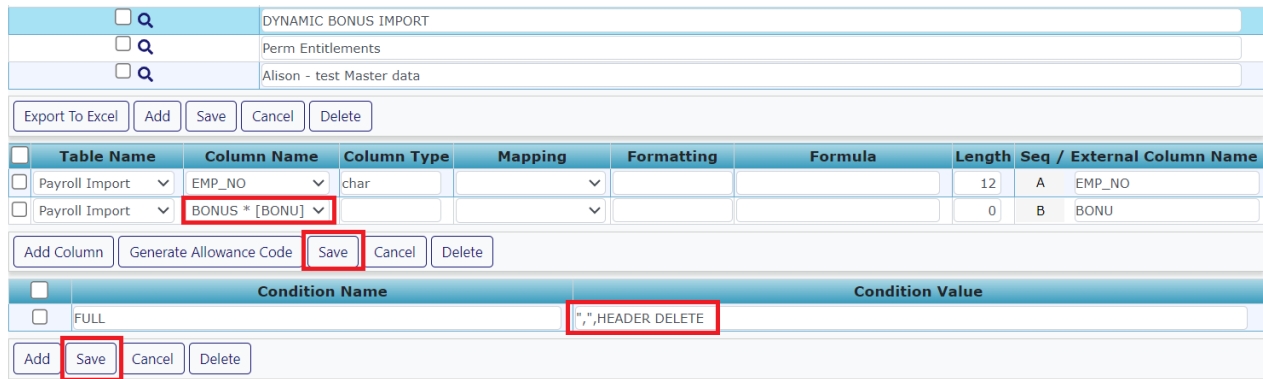 DYNAMIC BONUS IMPORT
Perm Entitlements
Alison - test Master data
Export To Excel Add Save Cancel Delete
Table Name Column Name Column Type Mapping Formatting Formula Length Seq / External Column Name
Payroll Import EMP_NO char 12 A EMP_NO
Payroll Import BONUS * [BONU] 0 B BONU
Add Column Generate Allowance Code Save Cancel Delete
Condition Name Condition Value
FULL ",",HEADER DELETE
Add Save Cancel Delete